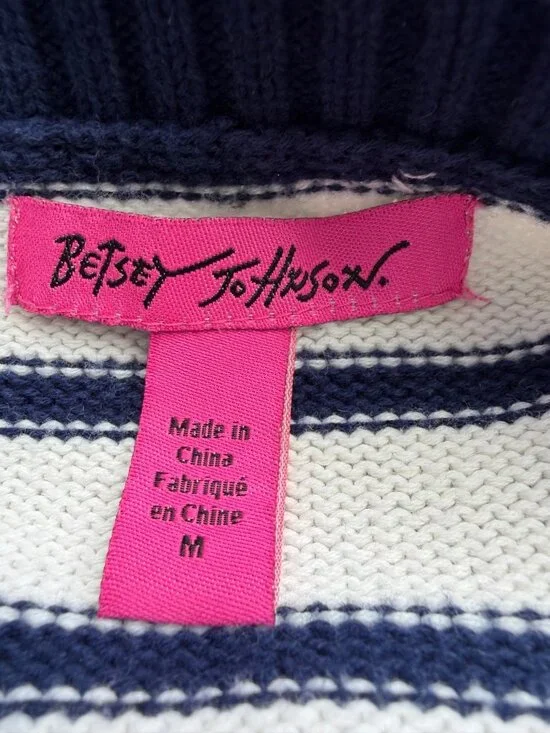 BETSEY JOHNSON.
Made in
China
Fabriqué
en Chine
M